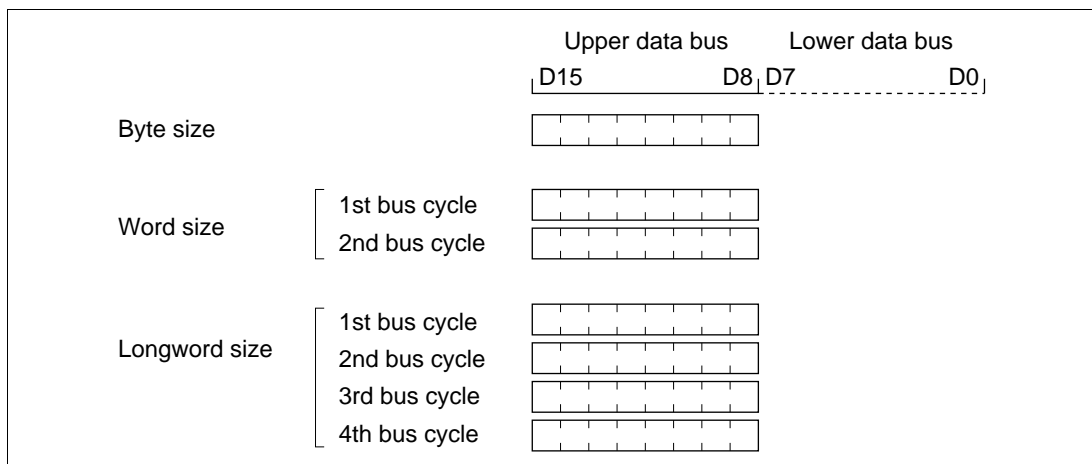 Upper data bus Lower data bus
D15 D8 D7 D0
Byte size
Word size
1st bus cycle
2nd bus cycle
Longword size
1st bus cycle
2nd bus cycle
3rd bus cycle
4th bus cycle